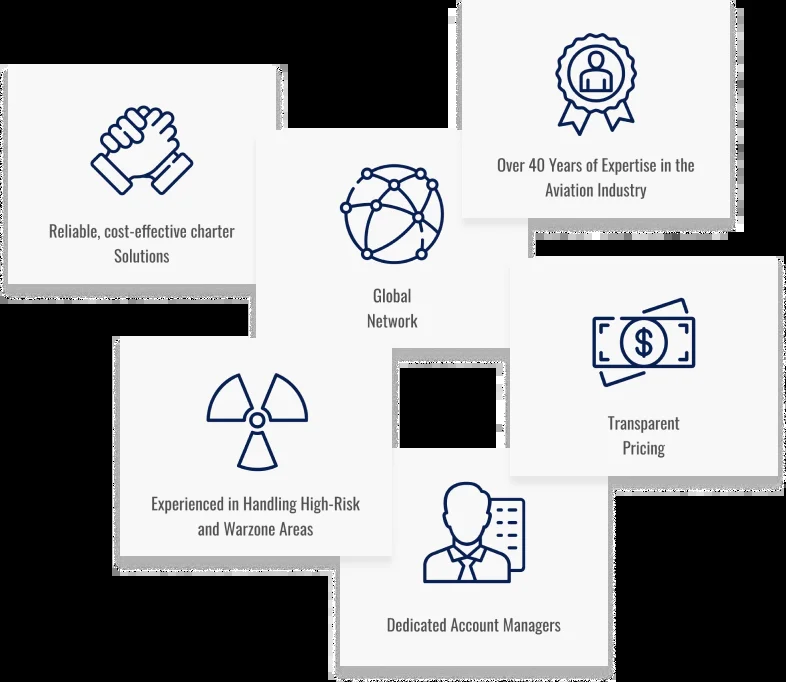 Over 40 Years of Expertise in the
Aviation Industry
Reliable, cost-effective charter
Solutions
Global
Network
Transparent
Pricing
Experienced in Handling High-Risk
and Warzone Areas
Dedicated Account Managers